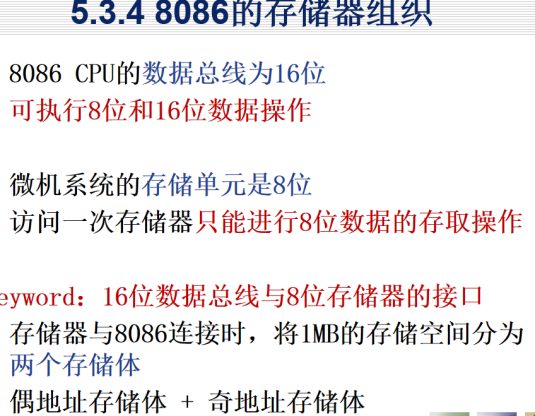 5.3.4 8086的存储器组织
8086 CPU的数据总线为16位
可执行8位和16位数据操作
微机系统的存储单元是8位
访问一次存储器只能进行8位数据的存取操作
eyword：16位数据总线与8位存储器的接口
存储器与8086连接时，将1MB的存储空间分为
两个存储体
偶地址存储体 + 奇地址存储体